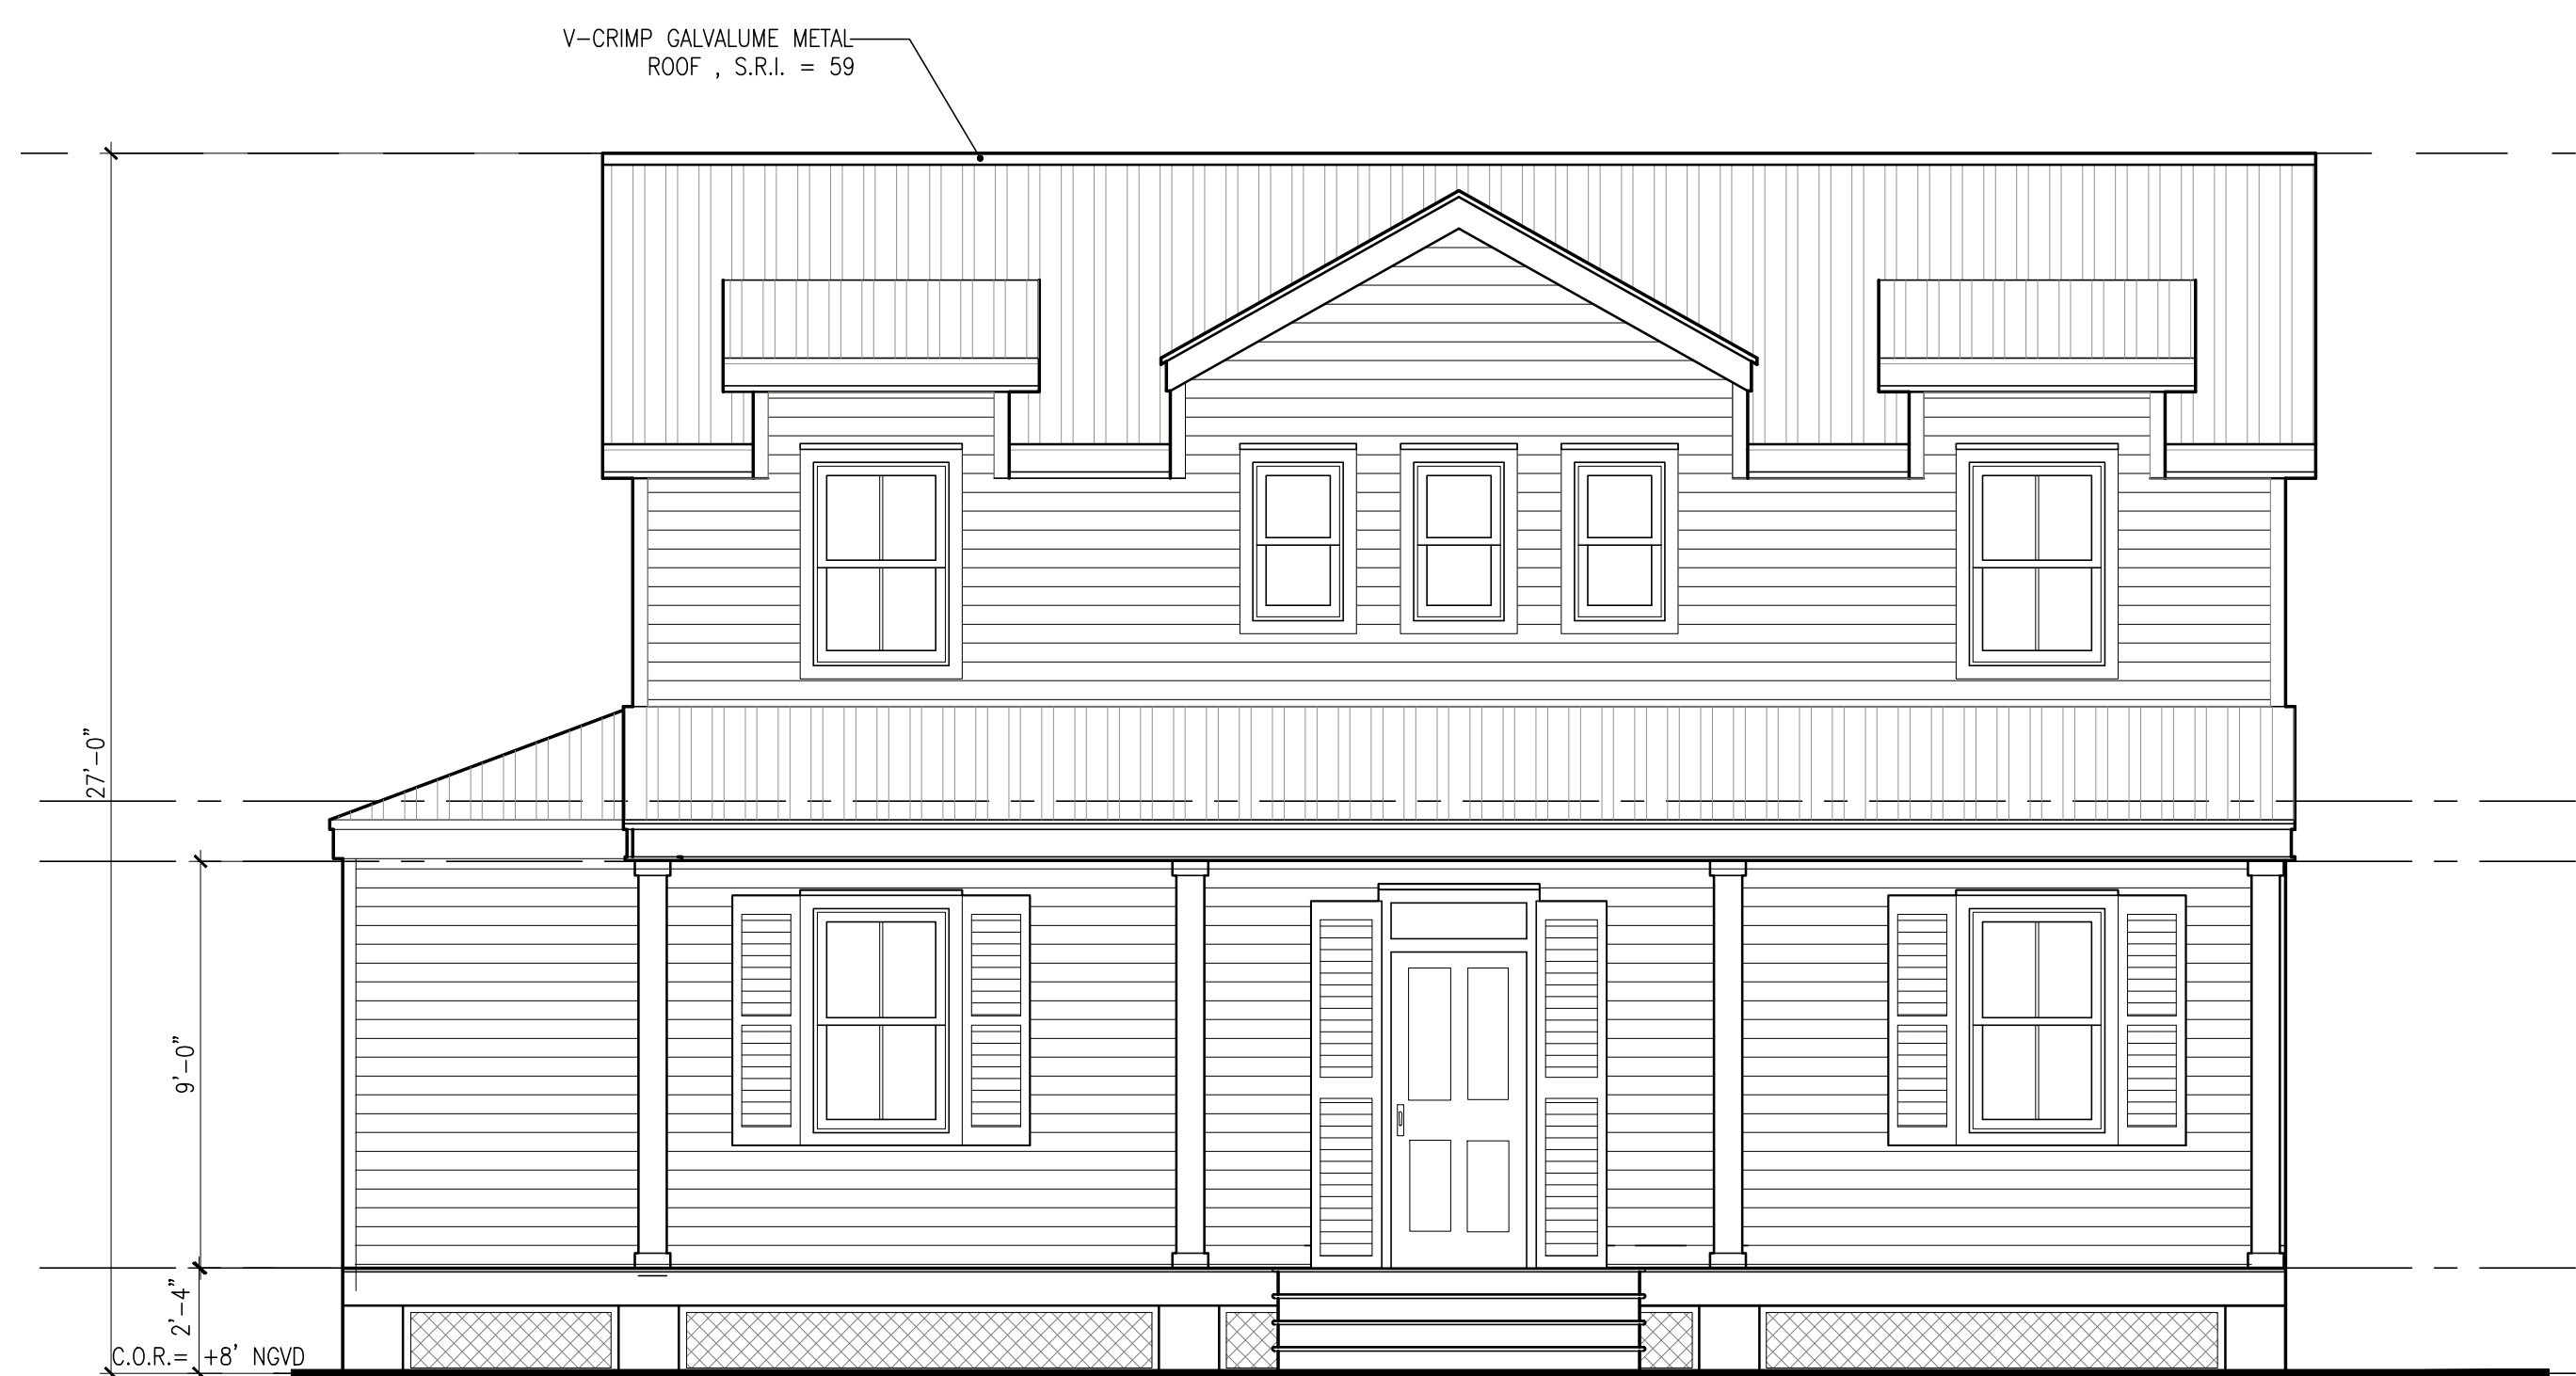 V-CRIMP GALVALUME METAL
ROOF , S.R.I. = 59
27'-0"
9'-0"
2'-4"
C.O.R.= +8' NGVD